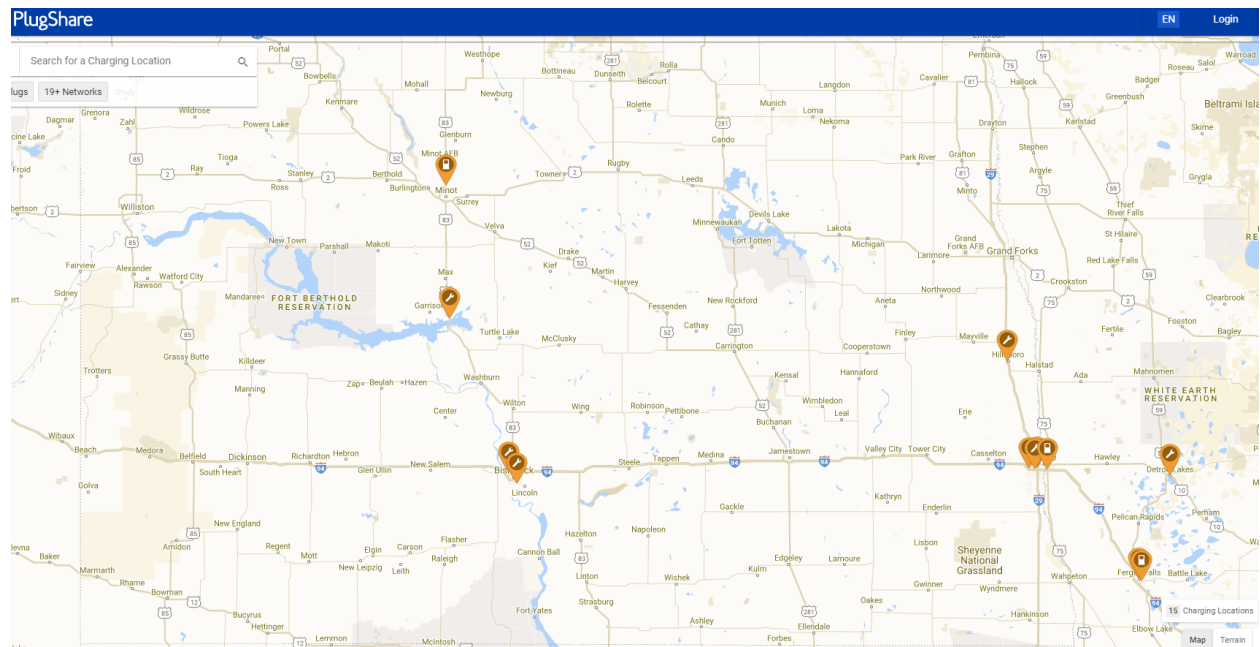 PlugShare
EN
Login
Search for a Charging Location
lugs
19+ Networks
Portal
Bowbells
Westhope
Bottineau
Dunseith
Rolla
Belcourt
Langdon
Cavalier
Pembina
Hallock
Roseau
Salol
Warroad
Badger
Greenbush
Mohall
Newburg
Kenmare
Rolette
Munich
Loma
Nekoma
Drayton
Karlstad
Beltrami Isla
Skime
Grenora
Dagmar
Zahl
Wildrose
Powers Lake
Glenburn
Cando
Stephen
cine Lake
Froid
Tioga
Ray
Stanley
Ross
Berthold
Burlington
Minot AFB
Minot
Surrey
Towner
Rugby
Leeds
Park River
Grafton
Minto
Argyle
Grygla
bertson
Williston
Velva
Minnewaukan
Devils Lake
Fort Totten
Lakota
Michigan
Thief
River Falls
St Hilaire
New Town
Parshall
Makoti
Drake
Kief
Martin
Harvey
Grand
Forks AFB
Larimore
Grand Forks
Red Lake Falls
Crookston
Fairview
Alexander
Rawson
Watford City
Sidney
Mandaree
FORT BERTHOLD
RESERVATION
Max
Garrison
Fessenden
New Rockford
Aneta
Northwood
Clearbrook
Turtle Lake
McClusky
Cathay
Carrington
Finley
Cooperstown
Mayville
Hillsboro
Halstad
Fertile
Fosston
Bagley
Grassy Butte
Killdeer
Trotters
Manning
Zap
Beulah
Hazen
Washburn
Kensal
Hannaford
Ada
Mahnomen
WHITE EARTH
RESERVATION
Center
Wilton
Wing
Robinson
Pettibone
Wimbledon
Leal
Buchanan
Erie
Wibaux
Beach
Medora
Belfield
Dickinson
South Heart
Richardton
Hebron
Glen Ullin
New Salem
Bismarck
Lincoln
Steele
Tappen
Medina
Jamestown
Valley City
Tower City
Casselton
Hawley
Detroit Lakes
Golva
Gackle
Kathryn
Enderlin
Pelican Rapids
Perham
New England
Amidon
Regent
Mott
Elgin
New Leipzig
Carson
Leith
Flasher
Raleigh
Cannon Ball
Hazelton
Napoleon
Lisbon
Sheyenne
National
Grassland
Baker
Marmarth
Rhame
Bowman
Linton
Wishek
Kulm
Edgeley
Lamoure
Gwinner
Wyndmere
Wahpeton
Fergus Falls
Battle Lake
Bucyrus
Hettinger
Lemmon
McIntosh
Fort Yates
Strasburg
Ashley
Ellendale
Forbes
Oakes
Hankinson
Elbow Lake
15 Charging Locations
Map
Terrain